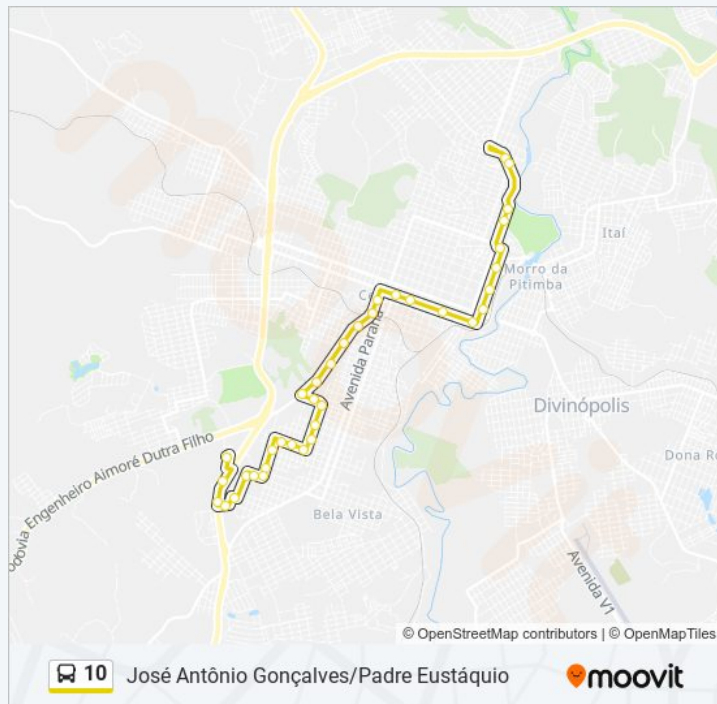 Itaí
Morro da
Pitimba
Avenida Paraná
Divinópolis
odovia Engenheiro Aimoré Dutra Filho
Dona Ro
Bela Vista
Avenida V1
© OpenStreetMap contributors | © OpenMapTiles
10 José Antônio Gonçalves/Padre Eustáquio
moovit